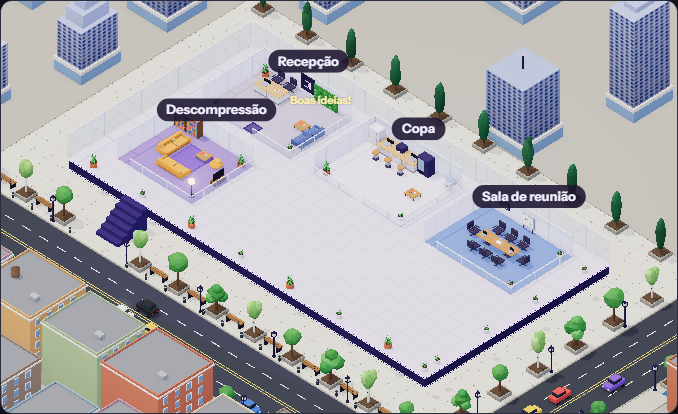 Recepção
Boas ideias!
Descompressão
Copa
Sala de reunião